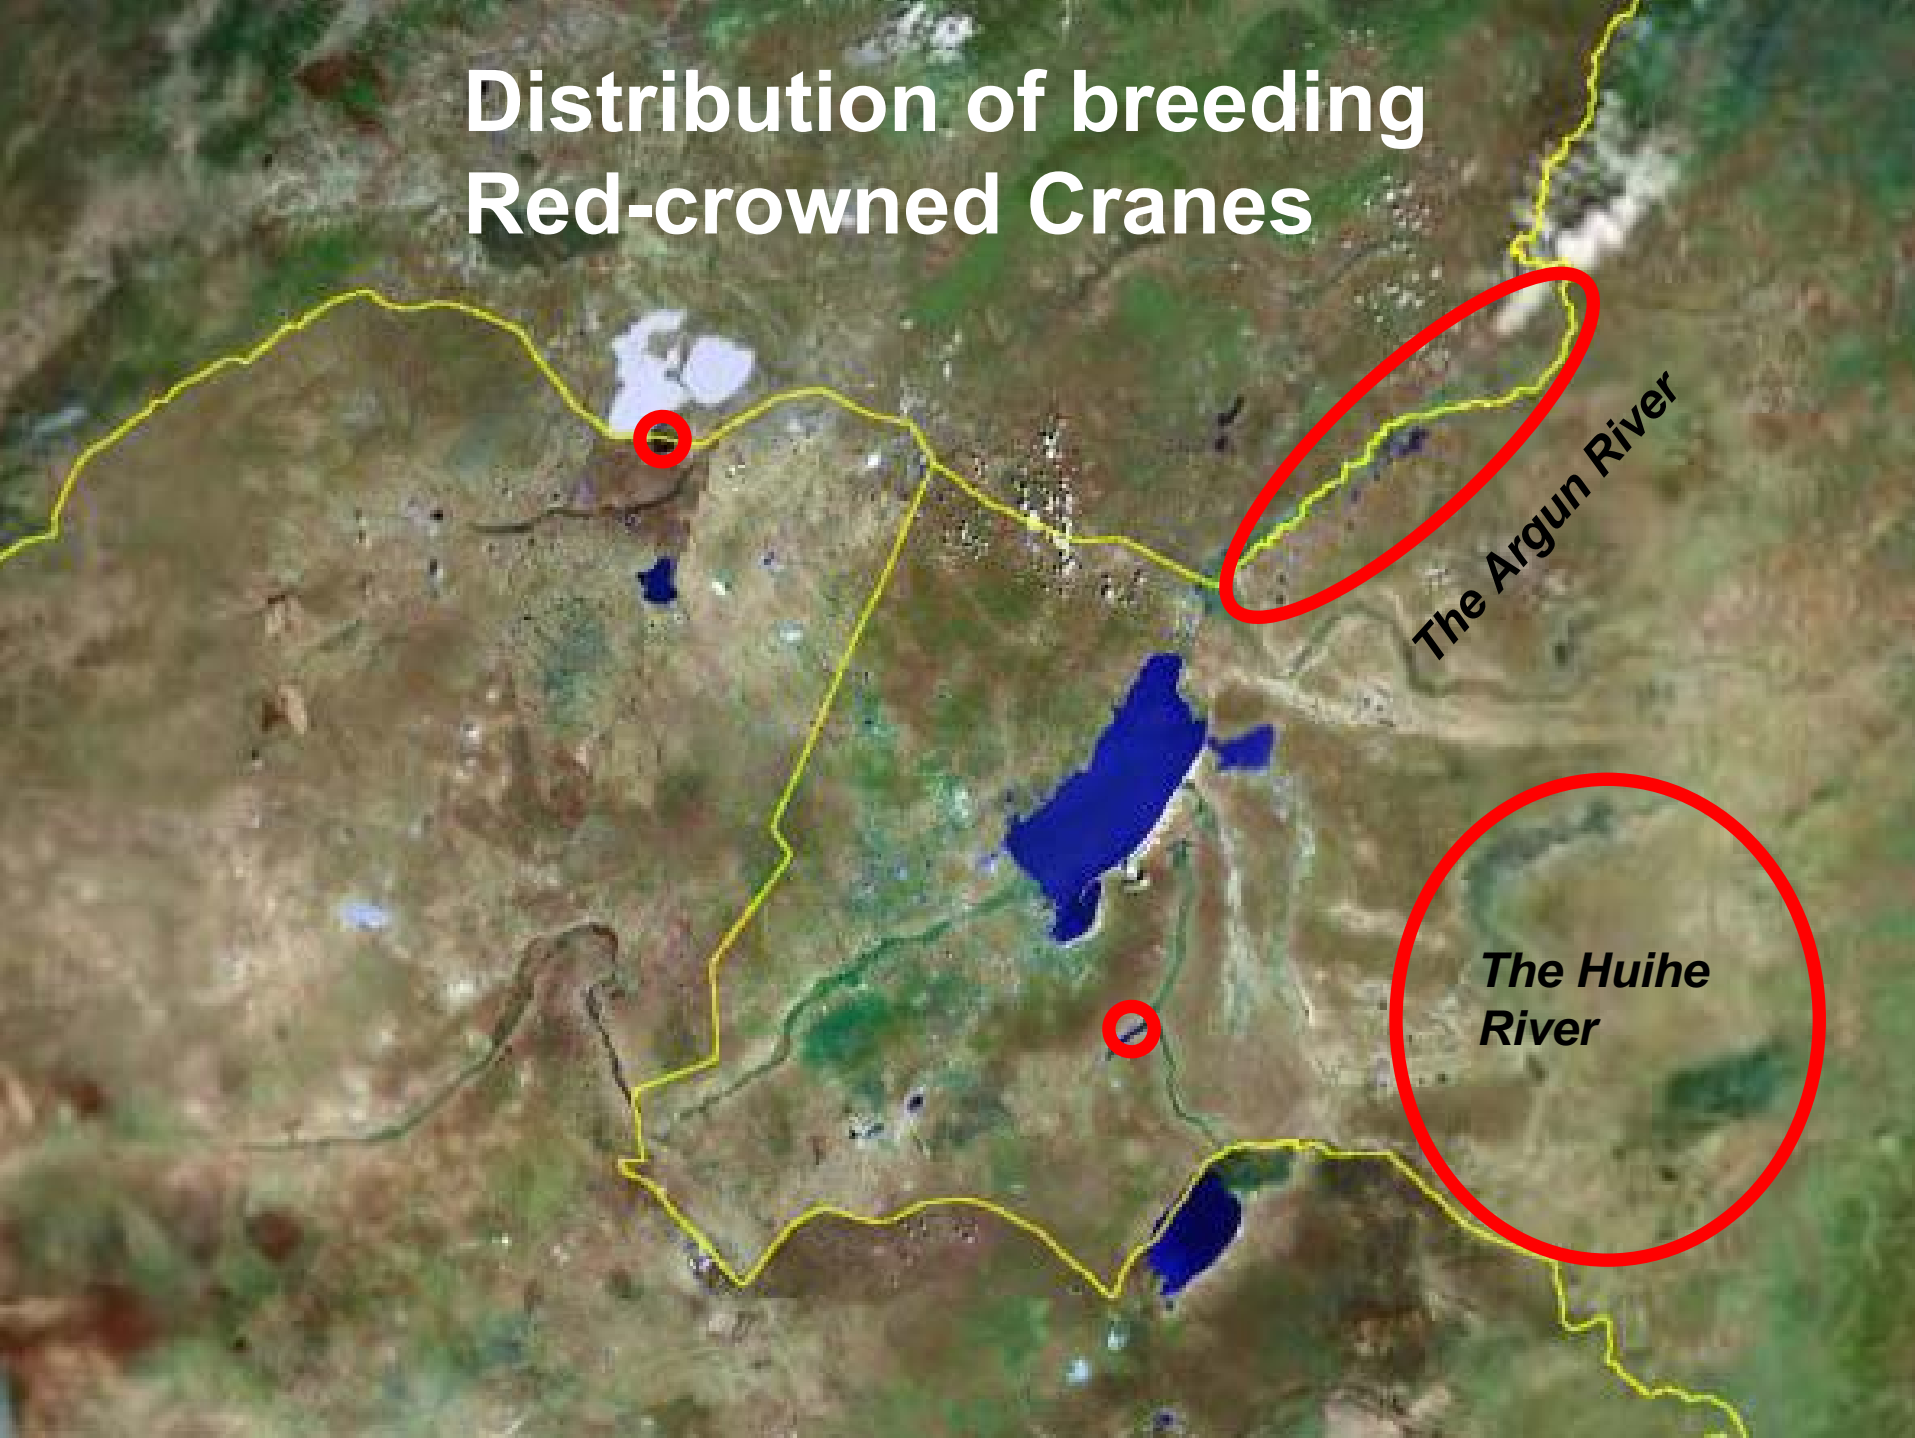 Distribution of breeding
Red-crowned Cranes
The Argun River
The Huihe
River